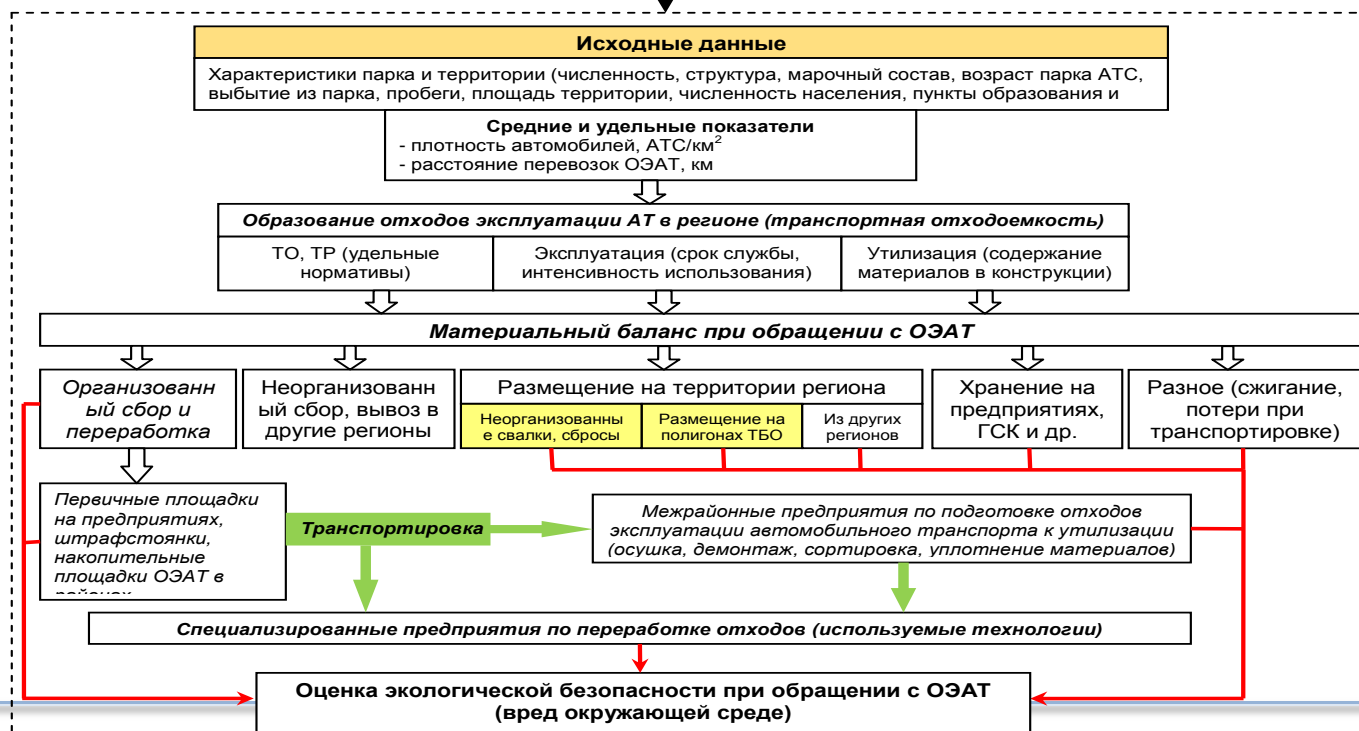 Исходные данные
Характеристики парка и территории (численность, структура, марочный состав, возраст парка АТС,
выбытие из парка, пробеги, площадь территории, численность населения, пункты образования и
Средние и удельные показатели
- плотность автомобилей, АТС/км²
- расстояние перевозок ОЭАТ, км
Образование отходов эксплуатации АТ в регионе (транспортная отходоемкость)
ТО, ТР (удельные
нормативы)
Эксплуатация (срок службы,
интенсивность использования)
Утилизация (содержание
материалов в конструкции)
Материальный баланс при обращении с ОЭАТ
Организованн
ый сбор и
переработка
Неорганизованн
ый сбор, вывоз в
другие регионы
Размещение на территории региона
Неорганизованны
е свалки, сбросы
Размещение на
полигонах ТБО
Из других
регионов
Хранение на
предприятиях,
ГСК и др.
Разное (сжигание,
потери при
транспортировке)
Первичные площадки
на предприятиях,
штрафстоянки,
накопительные
площадки ОЭАТ в
Транспортировка
Межрайонные предприятия по подготовке отходов
эксплуатации автомобильного транспорта к утилизации
(осушка, демонтаж, сортировка, уплотнение материалов)
Специализированные предприятия по переработке отходов (используемые технологии)
Оценка экологической безопасности при обращении с ОЭАТ
(вред окружающей среде)